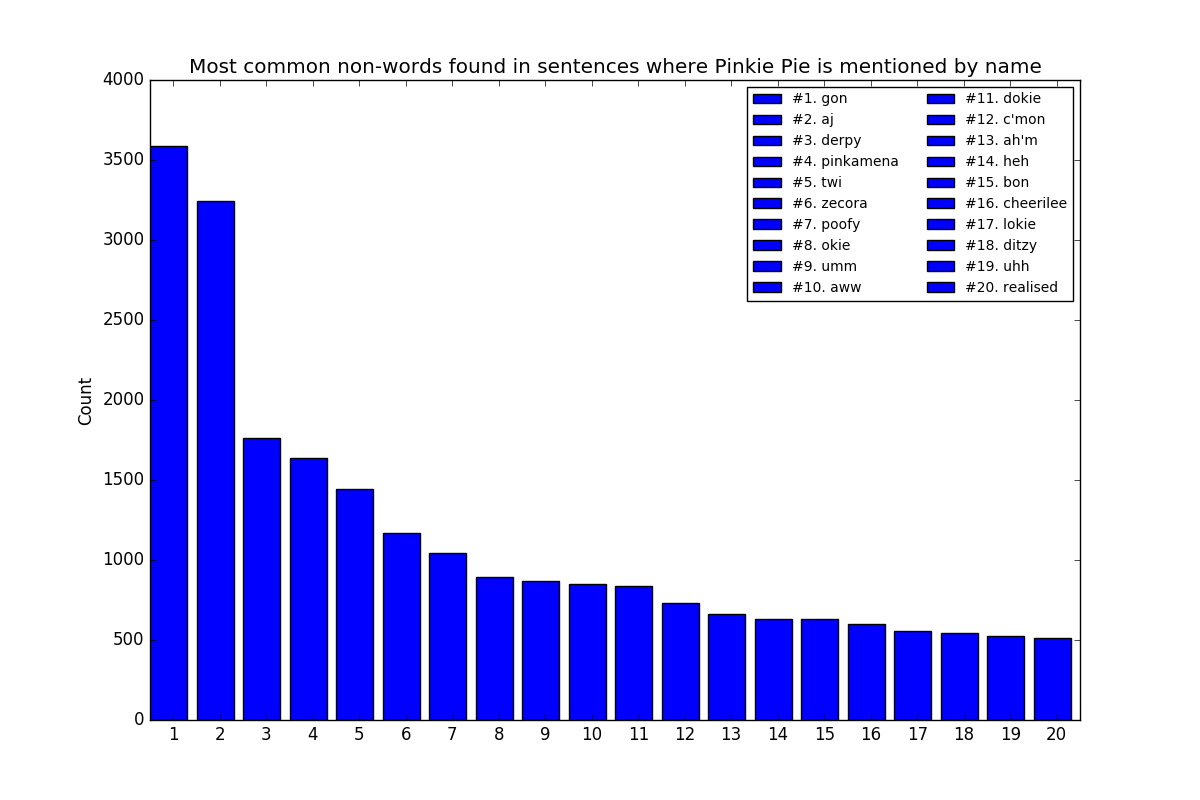 Most common non-words found in sentences where Pinkie Pie is mentioned by name
4000
3500
3000
2500
2000
1500
1000
500
0
Count
#1. gon
#2. aj
#3. derpy
#4. pinkamena
#5. twi
#6. zecora
#7. poofy
#8. okie
#9. umm
#10. aww
#11. dokie
#12. c'mon
#13. ah'm
#14. heh
#15. bon
#16. cheerilee
#17. lokie
#18. ditzy
#19. uhh
#20. realised
1 2 3 4 5 6 7 8 9 10 11 12 13 14 15 16 17 18 19 20